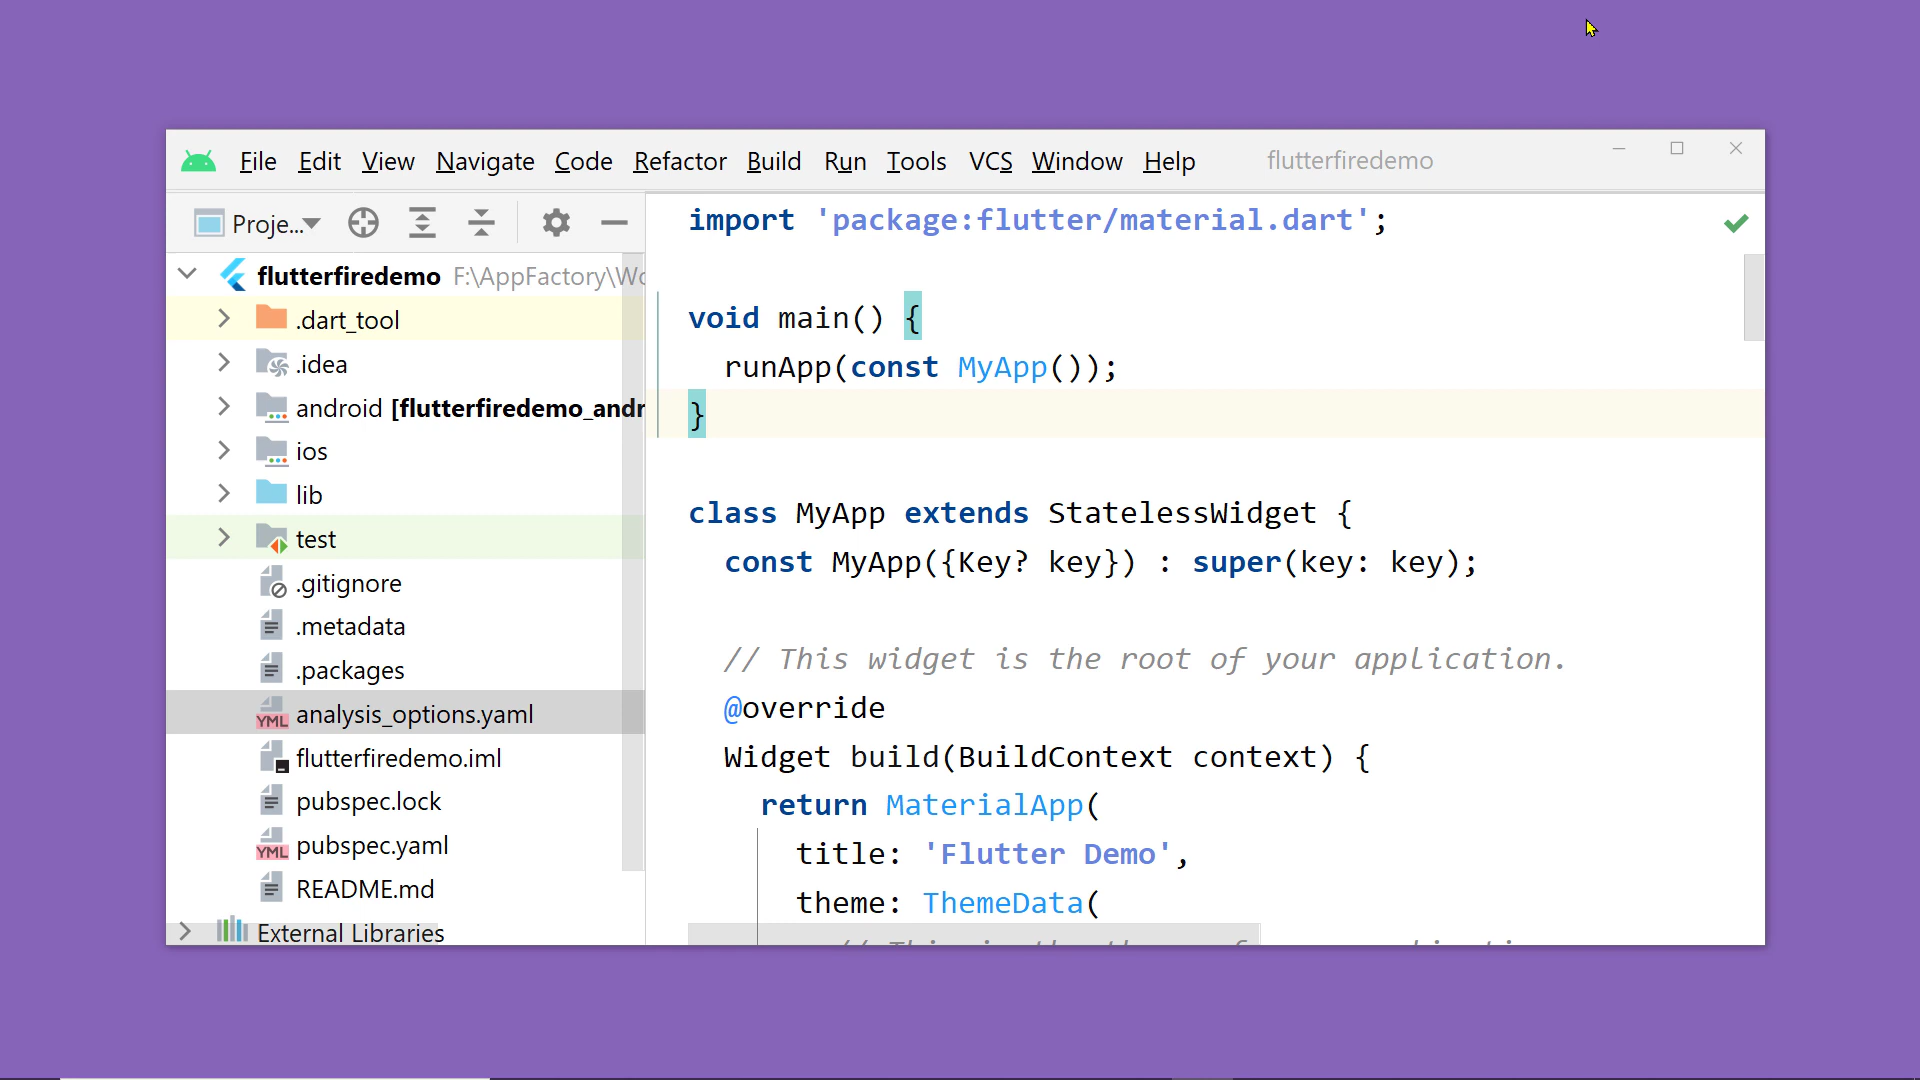 File Edit View Navigate Code Refactor Build Run Tools VCS Window Help flutterfiredemo
Proje...
flutterfiredemo F:\AppFactory\Wo
.dart_tool
.idea
android [flutterfiredemo_andr
ios
lib
test
.gitignore
.metadata
.packages
YML analysis_options.yaml
flutterfiredemo.iml
pubspec.lock
YML pubspec.yaml
README.md
External Libraries
import 'package:flutter/material.dart';
void main() {
runApp(const MyApp());
}
class MyApp extends StatelessWidget {
const MyApp({Key? key}) : super(key: key);
// This widget is the root of your application.
@override
Widget build(BuildContext context) {
return MaterialApp(
title: 'Flutter Demo',
theme: ThemeData(